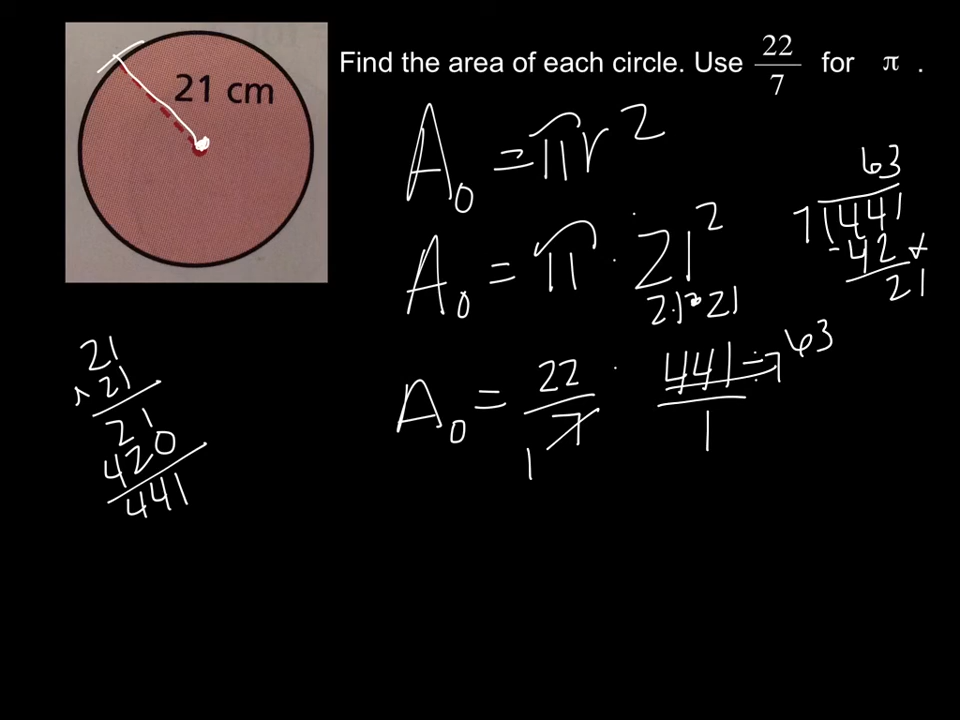 21 cm
Find the area of each circle. Use 22/7 for π .
A₀ = πr²
A₀ = π · 21²
21·21
A₀ = 22/7 · 441/1 ÷ 7 63
1
63
7 441
- 42
21
21
× 21
21
420
441